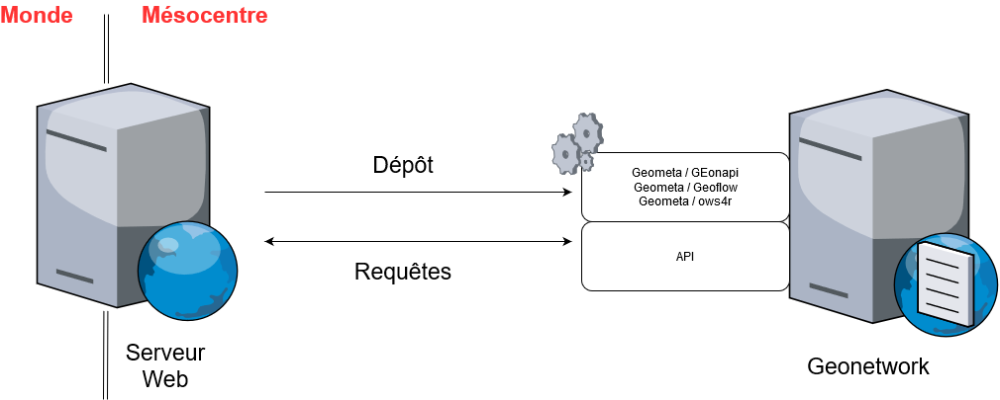 Monde
Mésocentre
Dépôt
Geometa / GEonapi
Geometa / Geoflow
Geometa / ows4r
Requêtes
API
Serveur
Web
Geonetwork